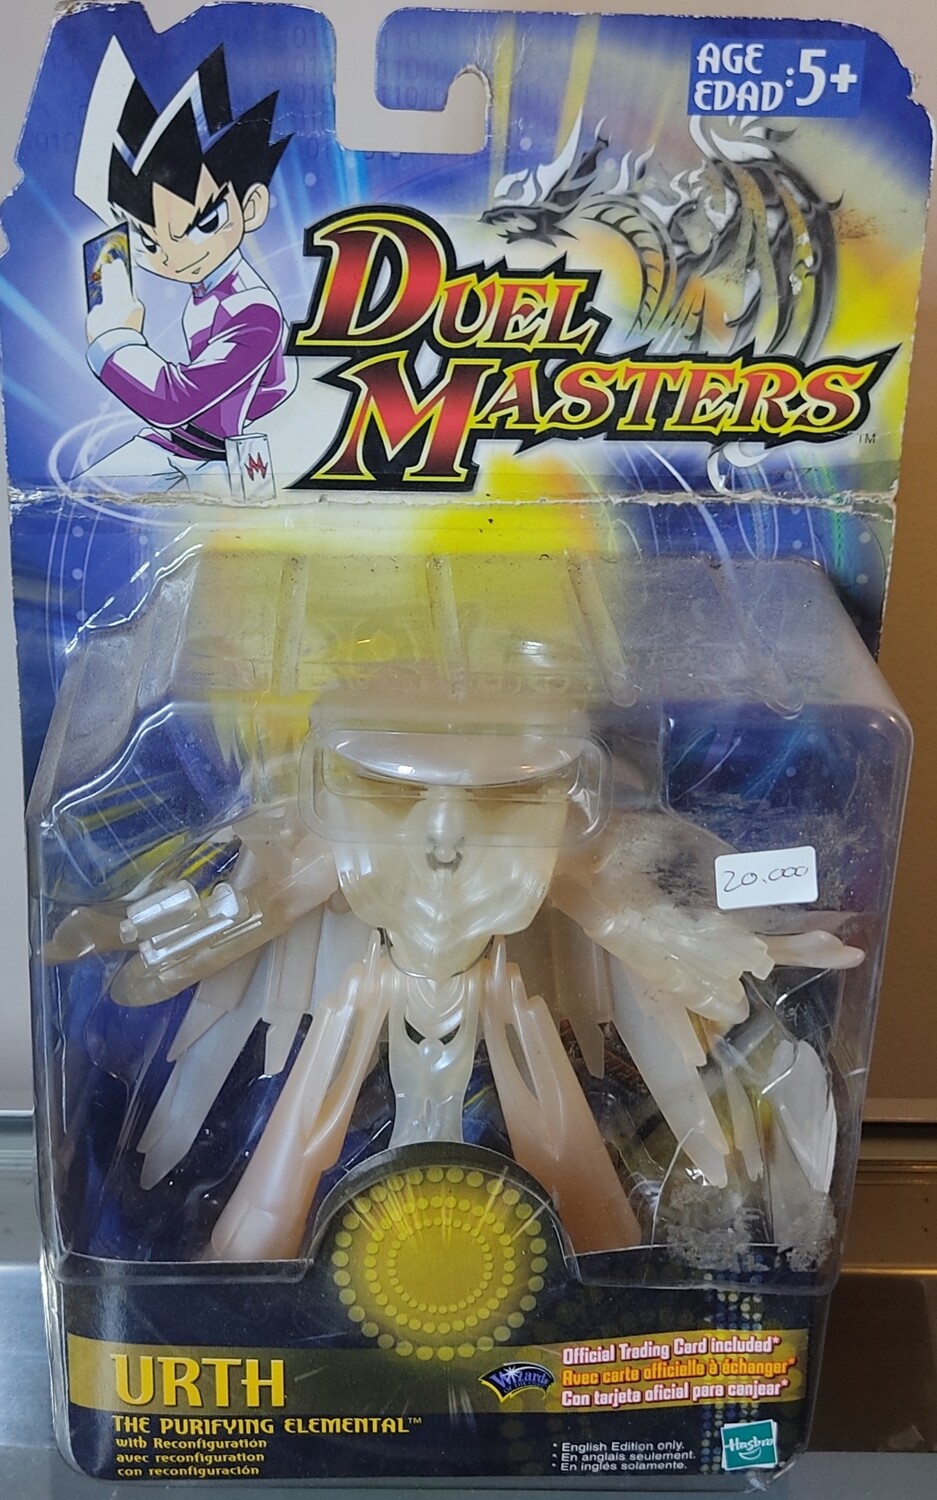 AGE
EDAD:5+
DUEL
MASTERS™
20.000
URTH
THE PURIFYING ELEMENTAL™
with Reconfiguration
avec reconfiguration
con reconfiguración
Wizards
Official Trading Card included*
Avec carte officielle à échanger*
Con tarjeta oficial para canjear*
* English Edition only.
* En anglais seulement.
* En inglés solamente.
Hasbro